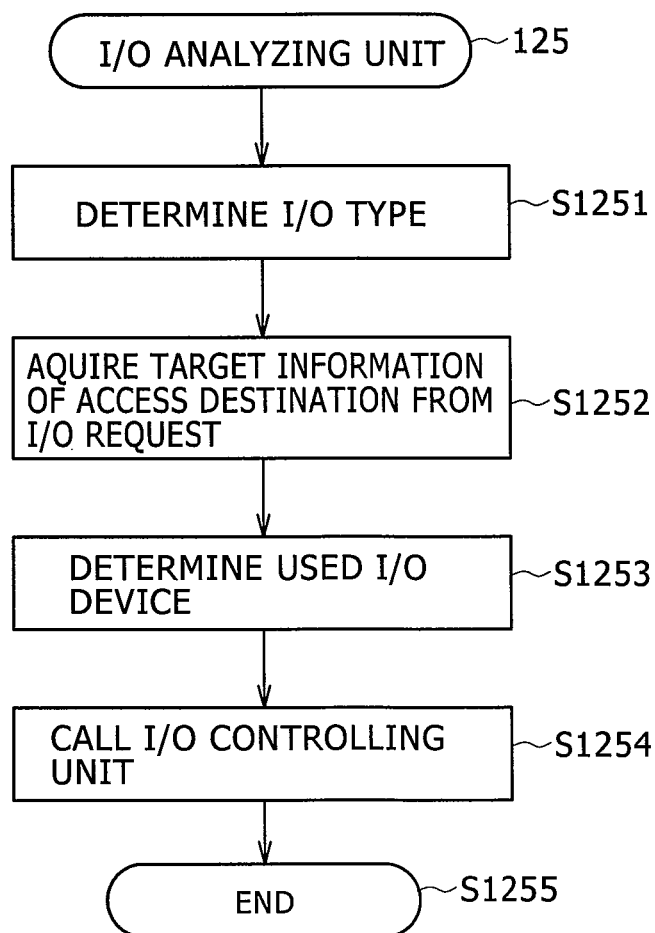 I/O ANALYZING UNIT
125
DETERMINE I/O TYPE
S1251
AQUIRE TARGET INFORMATION
OF ACCESS DESTINATION FROM
I/O REQUEST
S1252
DETERMINE USED I/O
DEVICE
S1253
CALL I/O CONTROLLING
UNIT
S1254
END
S1255